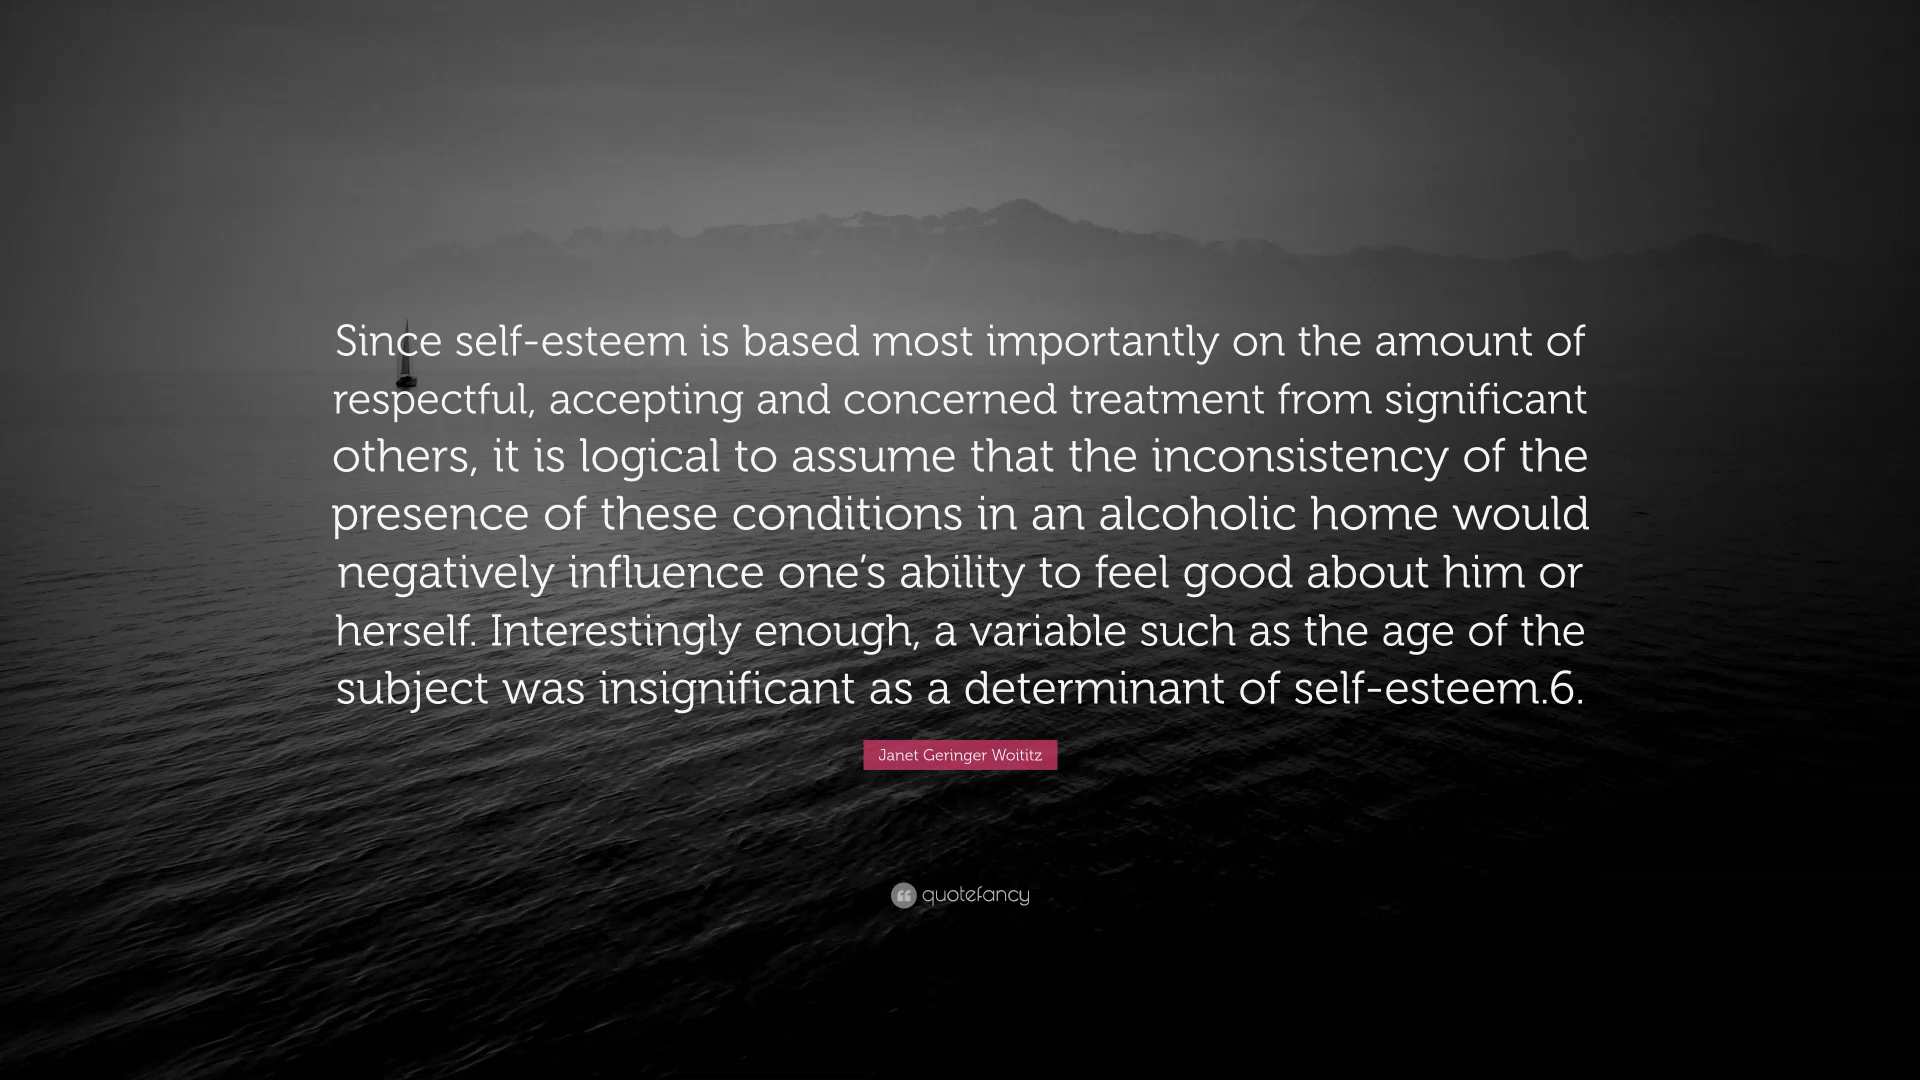 Since self-esteem is based most importantly on the amount of
respectful, accepting and concerned treatment from significant
others, it is logical to assume that the inconsistency of the
presence of these conditions in an alcoholic home would
negatively influence one’s ability to feel good about him or
herself. Interestingly enough, a variable such as the age of the
subject was insignificant as a determinant of self-esteem.6.
Janet Geringer Woititz
quotefancy